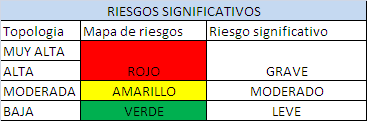 RIESGOS SIGNIFICATIVOS
Topologia Mapa de riesgos Riesgo significativo
MUY ALTA
ALTA ROJO GRAVE
MODERADA AMARILLO MODERADO
BAJA VERDE LEVE